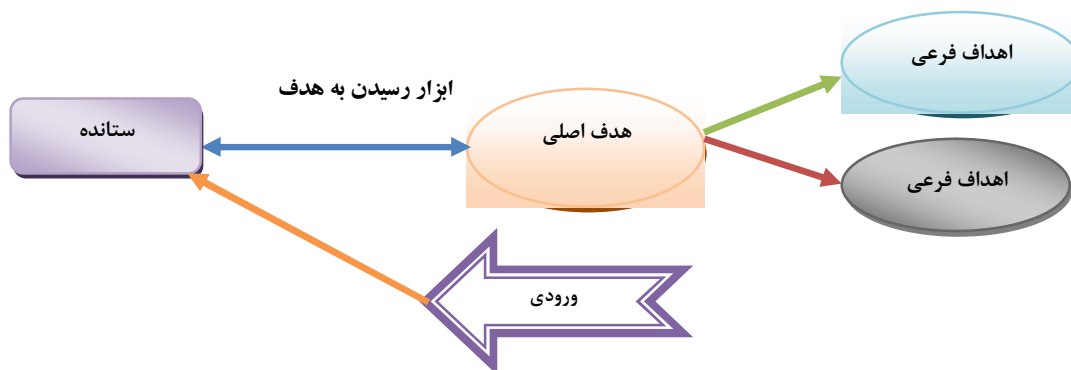 اهداف فرعی
ابزار رسیدن به هدف
هدف اصلی
ستانده
اهداف فرعی
ورودی